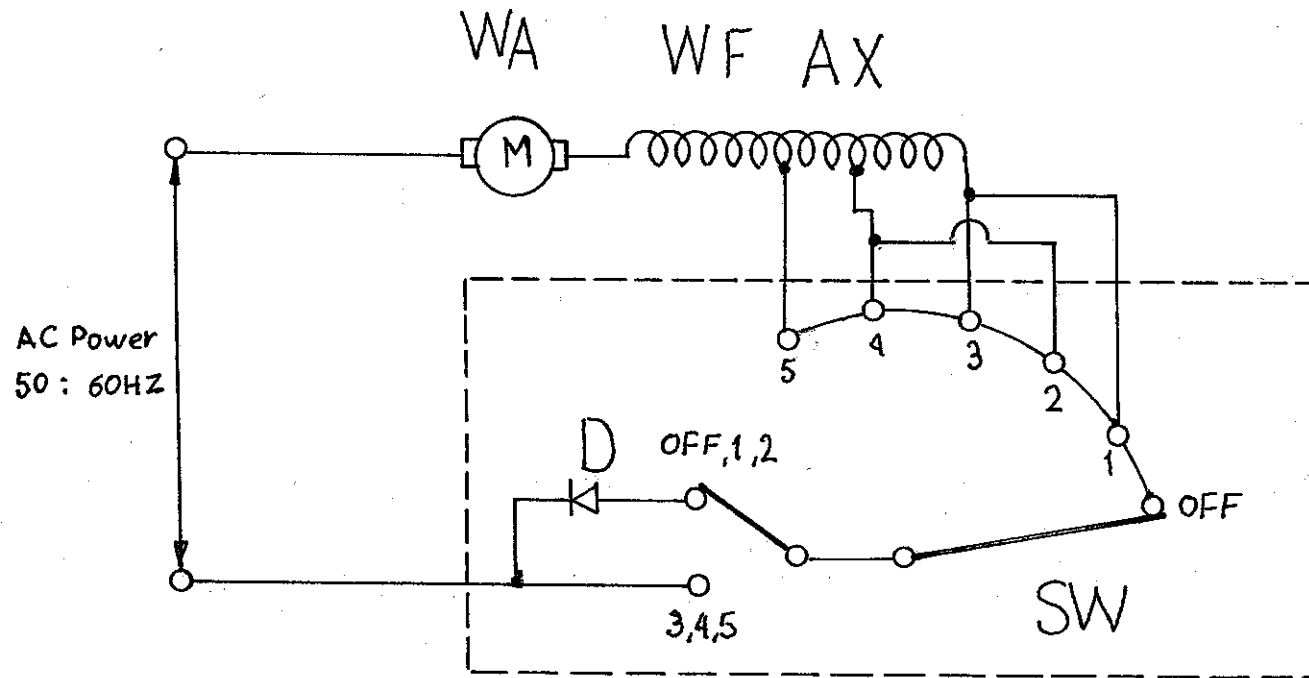 WA
WF AX
M
AC Power
50 : 60HZ
5
4
3
2
1
OFF
D
OFF,1,2
3,4,5
SW